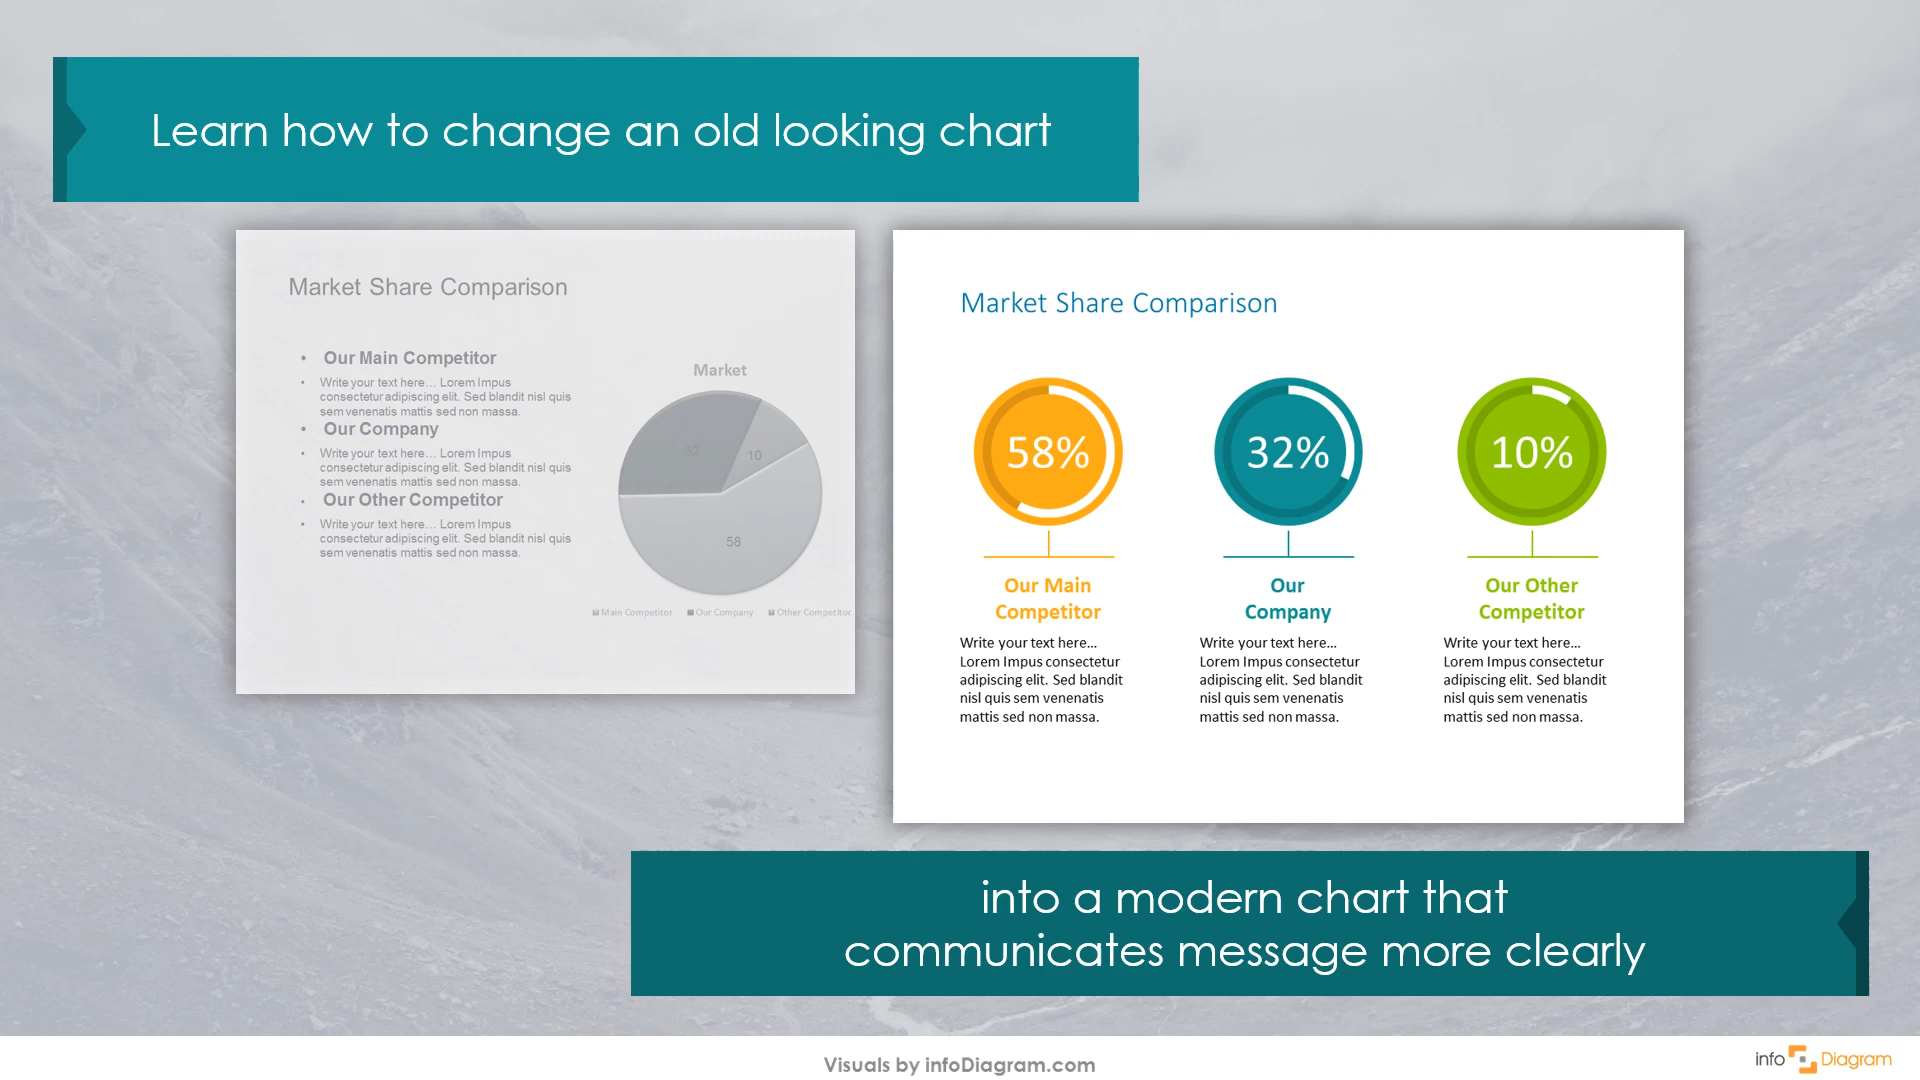 Learn how to change an old looking chart
Market Share Comparison
• Our Main Competitor
• Write your text here... Lorem Impus
consectetur adipiscing elit. Sed blandit nisl quis
sem venenatis mattis sed non massa.
• Our Company
• Write your text here... Lorem Impus
consectetur adipiscing elit. Sed blandit nisl quis
sem venenatis mattis sed non massa.
• Our Other Competitor
• Write your text here... Lorem Impus
consectetur adipiscing elit. Sed blandit nisl quis
sem venenatis mattis sed non massa.
Market
32
10
58
Main Competitor Our Company Other Competitor
Market Share Comparison
58%
Our Main
Competitor
Write your text here...
Lorem Impus consectetur
adipiscing elit. Sed blandit
nisl quis sem venenatis
mattis sed non massa.
32%
Our
Company
Write your text here...
Lorem Impus consectetur
adipiscing elit. Sed blandit
nisl quis sem venenatis
mattis sed non massa.
10%
Our Other
Competitor
Write your text here...
Lorem Impus consectetur
adipiscing elit. Sed blandit
nisl quis sem venenatis
mattis sed non massa.
into a modern chart that
communicates message more clearly
Visuals by infoDiagram.com
info Diagram